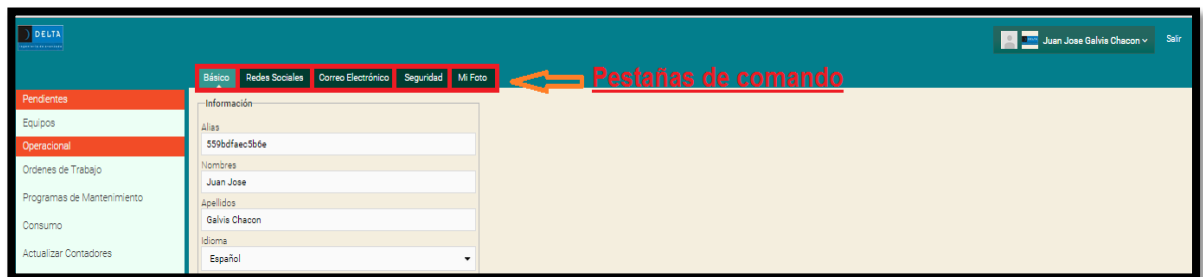 DELTA
Juan Jose Galvis Chacon
Salir
Básico Redes Sociales Correo Electrónico Seguridad Mi Foto
Pestañas de comando
Pendientes
Equipos
Operacional
Ordenes de Trabajo
Programas de Mantenimiento
Consumo
Actualizar Contadores
Información
Alias
559bdfaec5b6e
Nombres
Juan Jose
Apellidos
Galvis Chacon
Idioma
Español